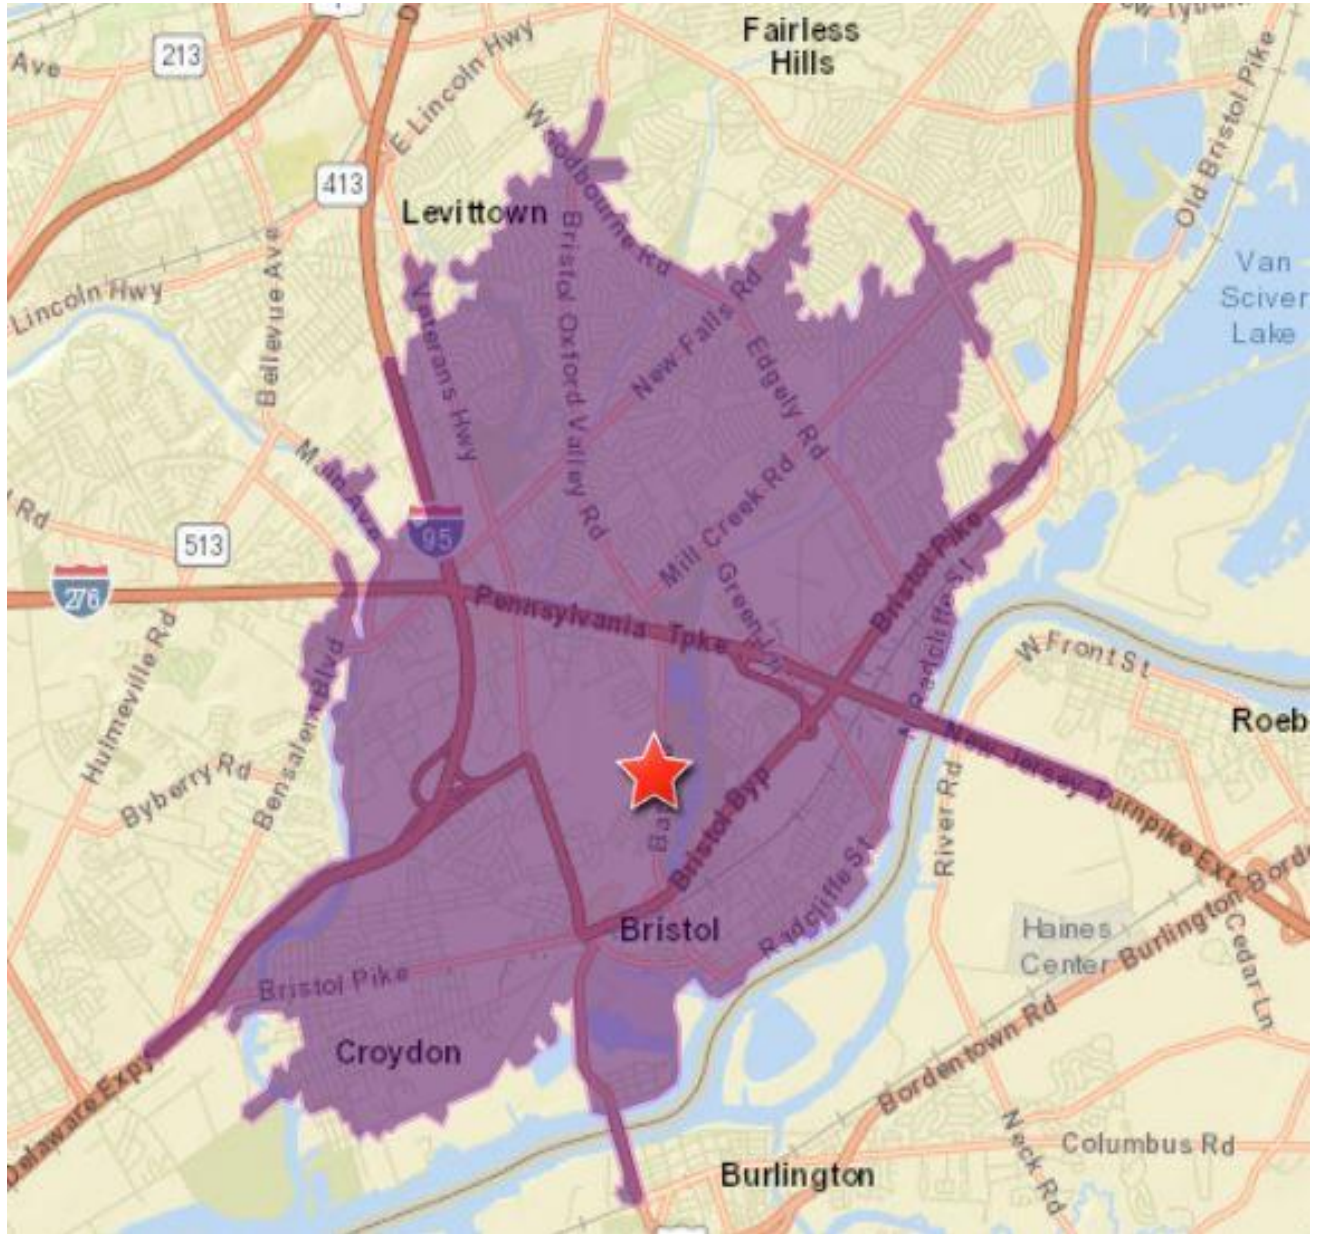 Fairless
Hills
213
Ave
E Lincoln Hwy
Woodbourne Rd
Old Bristol Pike
413
Levittown
Bristol Oxford Valley Rd
Van
Sciver
Lake
Lincoln Hwy
Bellevue Ave
Veterans Hwy
New Falls Rd
Edgely Rd
Main Ave
Mill Creek Rd
Rd
513
95
Bristol Pike
276
Pennsylvania Tpke
Green Ln
Radcliffe St
W Front St
Hulmeville Rd
Bensalem Blvd
Roeb
New Jersey Turnpike Ext
Byberry Rd
River Rd
Ba
Bristol Byp
Radcliffe St
Bristol
Haines
Center
Burlington Borde
Cedar Ln
Bristol Pike
Croydon
Bordentown Rd
Delaware Expy
Neck Rd
Columbus Rd
Burlington